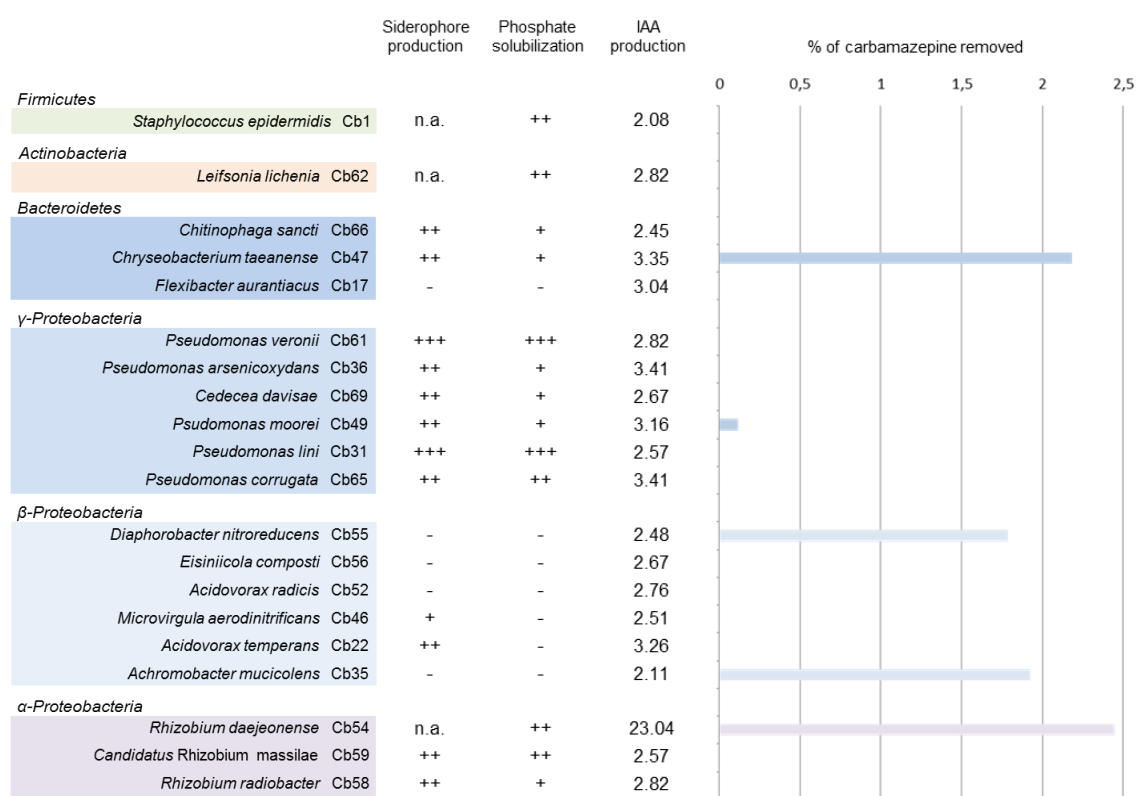 Siderophore production Phosphate solubilization IAA production % of carbamazepine removed
0 0,5 1 1,5 2 2,5
Firmicutes
Staphylococcus epidermidis Cb1 n.a. ++ 2.08
Actinobacteria
Leifsonia lichenia Cb62 n.a. ++ 2.82
Bacteroidetes
Chitinophaga sancti Cb66 ++ + 2.45
Chryseobacterium taeanense Cb47 ++ + 3.35
Flexibacter aurantiacus Cb17 - - 3.04
γ-Proteobacteria
Pseudomonas veronii Cb61 +++ +++ 2.82
Pseudomonas arsenicoxydans Cb36 ++ + 3.41
Cedecea davisae Cb69 ++ + 2.67
Psudomonas moorei Cb49 ++ + 3.16
Pseudomonas lini Cb31 +++ +++ 2.57
Pseudomonas corrugata Cb65 ++ ++ 3.41
β-Proteobacteria
Diaphorobacter nitroreducens Cb55 - - 2.48
Eisiniicola composti Cb56 - - 2.67
Acidovorax radicis Cb52 - - 2.76
Microvirgula aerodinitrificans Cb46 + - 2.51
Acidovorax temperans Cb22 ++ - 3.26
Achromobacter mucicolens Cb35 - - 2.11
α-Proteobacteria
Rhizobium daejeonense Cb54 n.a. ++ 23.04
Candidatus Rhizobium massilae Cb59 ++ ++ 2.57
Rhizobium radiobacter Cb58 ++ + 2.82